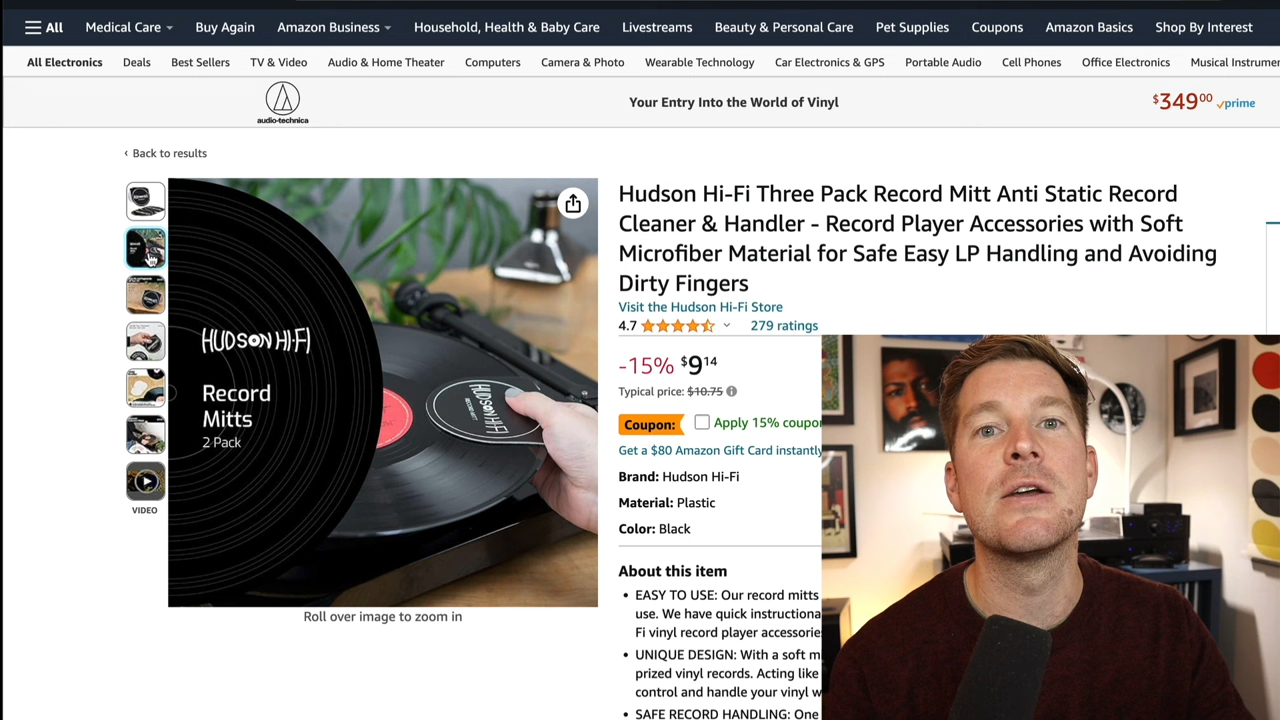 All Medical Care Buy Again Amazon Business Household, Health & Baby Care Livestreams Beauty & Personal Care Pet Supplies Coupons Amazon Basics Shop By Interest
All Electronics Deals Best Sellers TV & Video Audio & Home Theater Computers Camera & Photo Wearable Technology Car Electronics & GPS Portable Audio Cell Phones Office Electronics Musical Instrumen
audio-technica Your Entry Into the World of Vinyl $349.00 prime
‹ Back to results
Hudson Hi-Fi Three Pack Record Mitt Anti Static Record
Cleaner & Handler - Record Player Accessories with Soft
Microfiber Material for Safe Easy LP Handling and Avoiding
Dirty Fingers
Visit the Hudson Hi-Fi Store
4.7 279 ratings
-15% $9 14
Typical price: $10.75
Coupon: Apply 15% coupo
Get a $80 Amazon Gift Card instantly
Brand: Hudson Hi-Fi
Material: Plastic
Color: Black
About this item
• EASY TO USE: Our record mitts
use. We have quick instructiona
Fi vinyl record player accessorie
• UNIQUE DESIGN: With a soft m
prized vinyl records. Acting like
control and handle your vinyl w
• SAFE RECORD HANDLING: One
HUDSON HI-FI
Record
Mitts
2 Pack
HUDSON HI-FI
VIDEO
Roll over image to zoom in